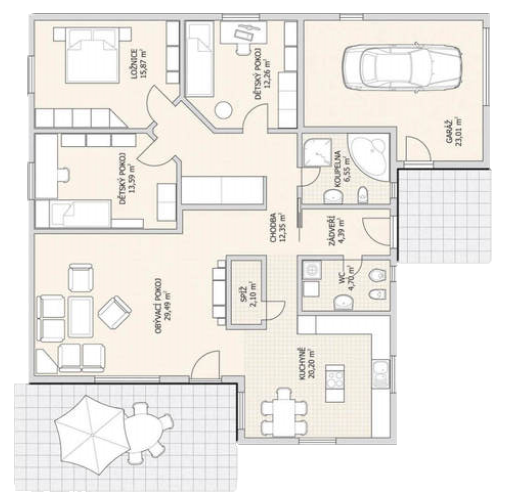 LOŽNICE
15,87 m²
DĚTSKÝ POKOJ
12,26 m²
GARÁŽ
23,01 m²
DĚTSKÝ POKOJ
13,59 m²
KOUPELNA
6,55 m²
CHODBA
12,35 m²
ZÁDVEŘÍ
4,39 m²
OBÝVACÍ POKOJ
29,49 m²
SPÍŽ
2,10 m²
WC
4,70 m²
KUCHYNĚ
20,20 m²